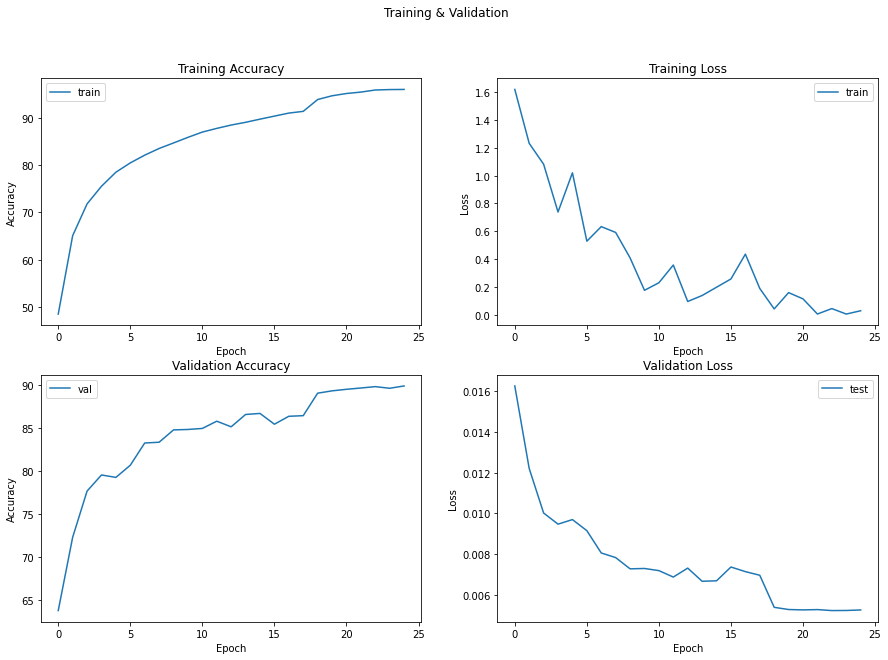 Training & Validation
Training Accuracy
train
90
80
70
60
50
Accuracy
0 5 10 15 20 25
Epoch
Training Loss
train
1.6
1.4
1.2
1.0
0.8
0.6
0.4
0.2
0.0
Loss
0 5 10 15 20 25
Epoch
Validation Accuracy
val
90
85
80
75
70
65
Accuracy
0 5 10 15 20 25
Epoch
Validation Loss
test
0.016
0.014
0.012
0.010
0.008
0.006
Loss
0 5 10 15 20 25
Epoch